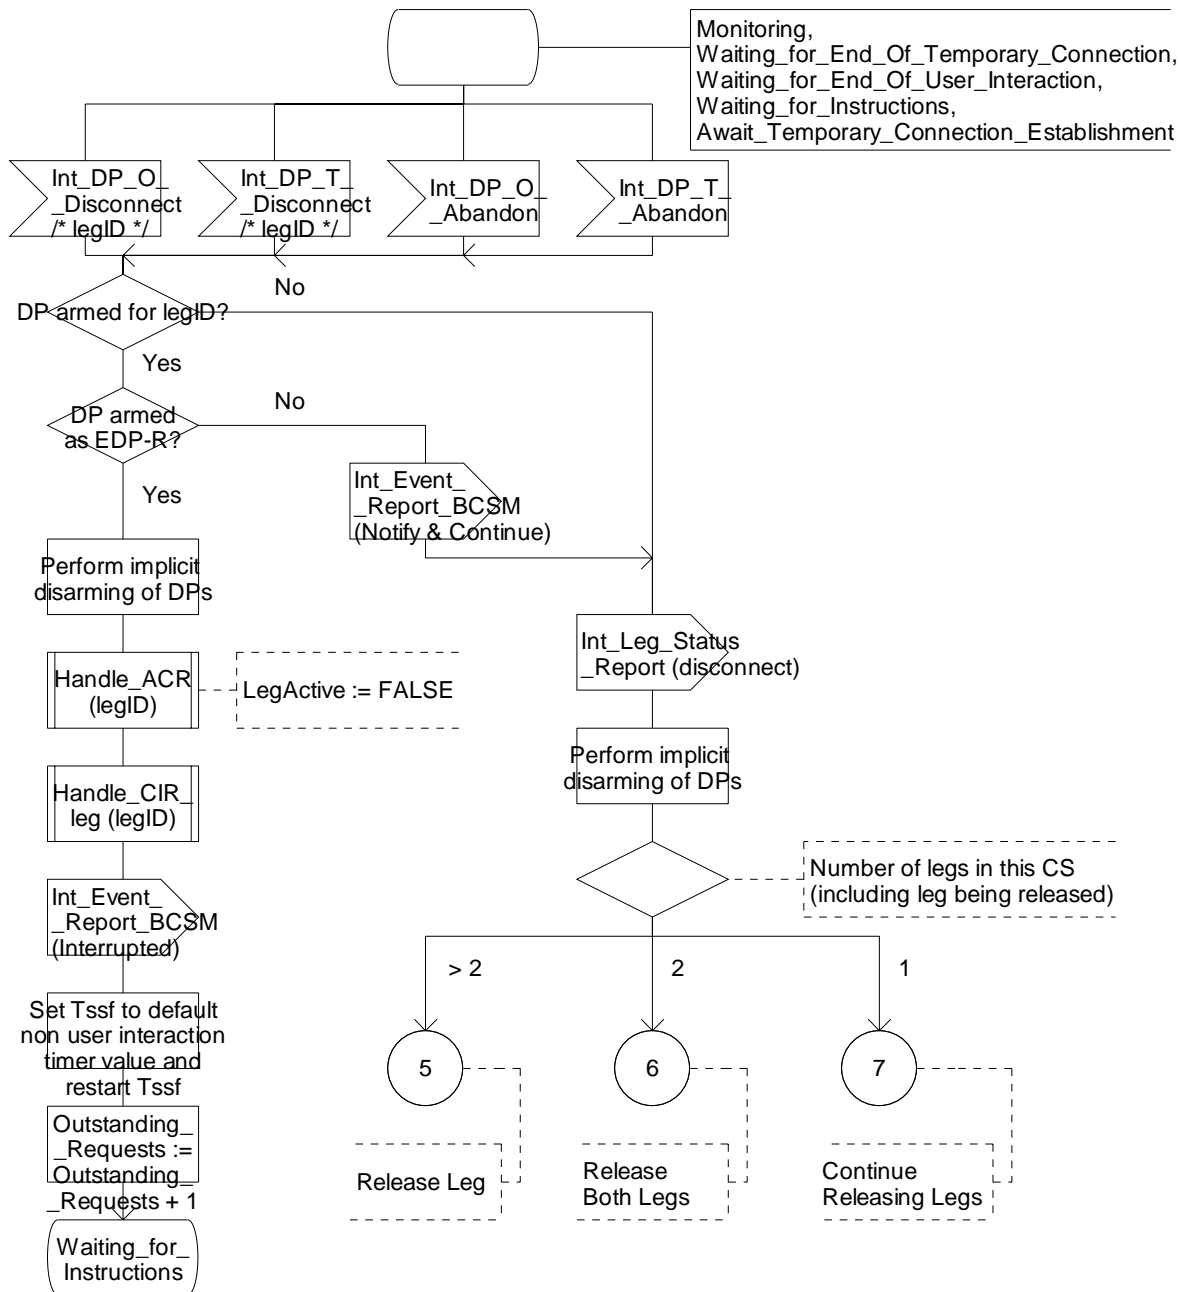 Monitoring,
Waiting_for_End_Of_Temporary_Connection,
Waiting_for_End_Of_User_Interaction,
Waiting_for_Instructions,
Await_Temporary_Connection_Establishment
Int_DP_O_
_Disconnect
/* legID */
Int_DP_T_
_Disconnect
/* legID */
Int_DP_O_
_Abandon
Int_DP_T_
_Abandon
No
DP armed for legID?
Yes
No
DP armed
as EDP-R?
Yes
Int_Event_
_Report_BCSM
(Notify & Continue)
Perform implicit
disarming of DPs
Int_Leg_Status
_Report (disconnect)
Handle_ACR
(legID)
LegActive := FALSE
Perform implicit
disarming of DPs
Handle_CIR_
leg (legID)
Number of legs in this CS
(including leg being released)
Int_Event_
_Report_BCSM
(Interrupted)
> 2
2
1
Set Tssf to default
non user interaction
timer value and
restart Tssf
5
6
7
Outstanding_
_Requests :=
Outstanding_
_Requests + 1
Release Leg
Release
Both Legs
Continue
Releasing Legs
Waiting_for_
Instructions